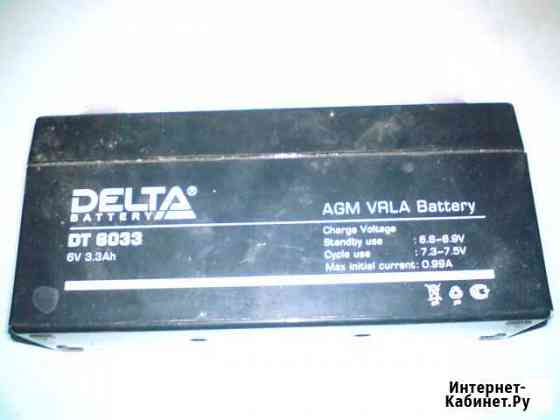 DELTA®
BATTERY
DT 6033
6V 3.3Ah
AGM VRLA Battery
Charge Voltage
Standby use : 6.8-6.9V
Cycle use : 7.3-7.5V
Max initial current: 0.99A
Интернет-
Кабинет.Ру